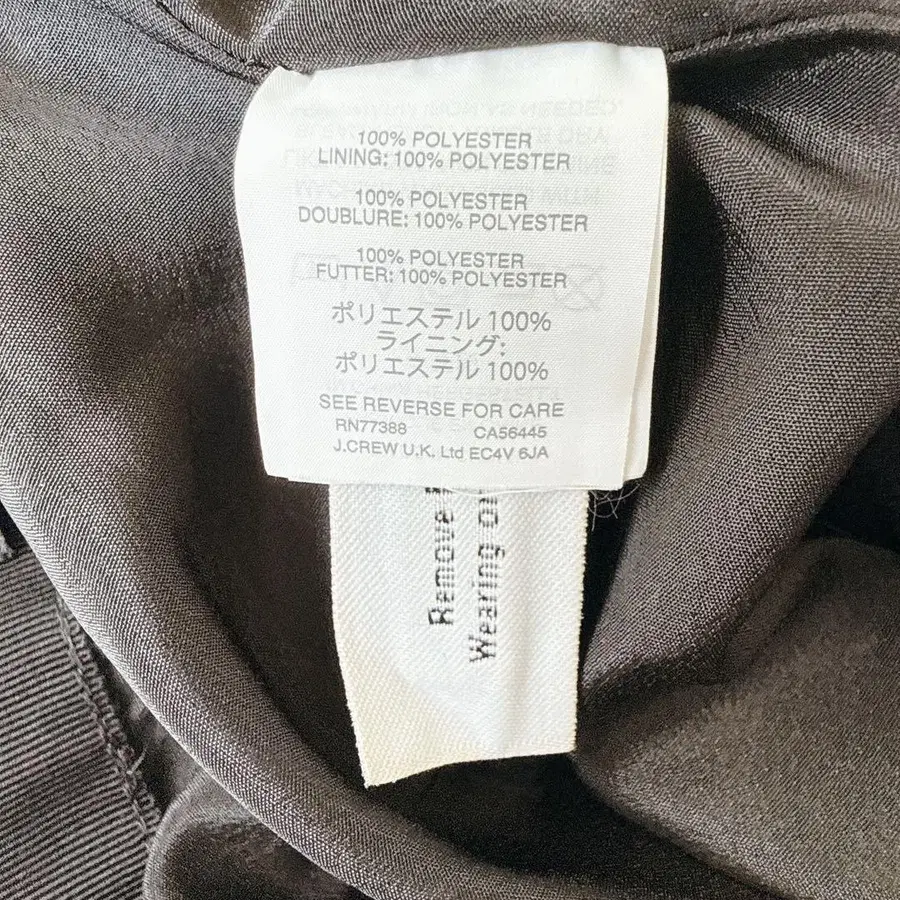 100% POLYESTER
LINING: 100% POLYESTER
100% POLYESTER
DOUBLURE: 100% POLYESTER
100% POLYESTER
FUTTER: 100% POLYESTER
ポリエステル 100%
ライニング:
ポリエステル 100%
SEE REVERSE FOR CARE
RN77388 CA56445
J.CREW U.K. Ltd EC4V 6JA
Remove
Wearing